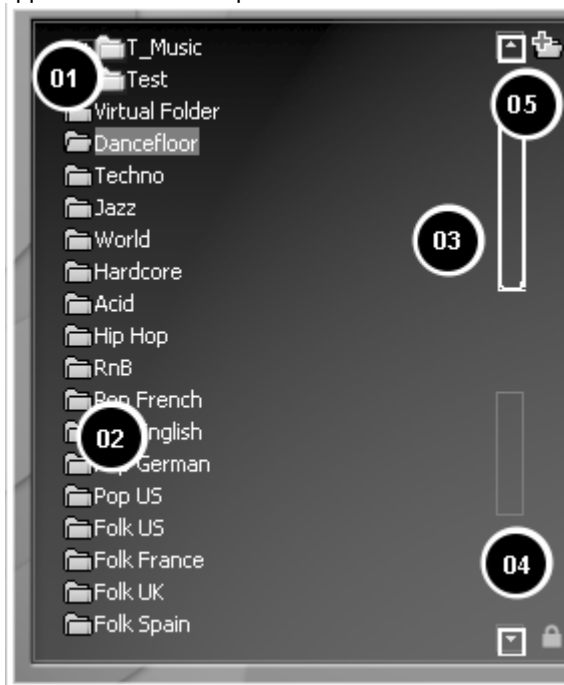 T_Music
01
Test
05
Virtual Folder
Dancefloor
Techno
Jazz
World
03
Hardcore
Acid
Hip Hop
RnB
Pop French
02
nglish
German
Pop US
Folk US
Folk France
04
Folk UK
Folk Spain